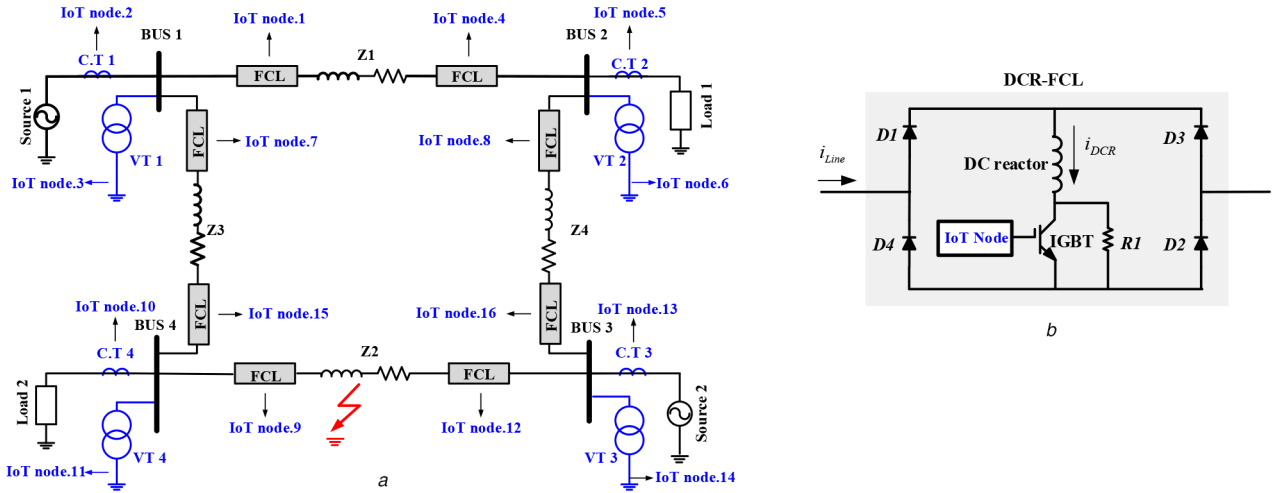 IoT node.2
IoT node.1
IoT node.4
IoT node.5
BUS 1
BUS 2
C.T 1
Z1
C.T 2
FCL
FCL
Source 1
Load 1
VT 1
FCL
IoT node.7
IoT node.8
FCL
VT 2
IoT node.3
IoT node.6
Z3
Z4
IoT node.10
IoT node.13
BUS 4
FCL
IoT node.15
IoT node.16
FCL
BUS 3
C.T 4
Z2
C.T 3
FCL
FCL
Load 2
Source 2
IoT node.9
IoT node.12
VT 4
VT 3
IoT node.11
IoT node.14
a
DCR-FCL
D1
D3
iLine
DC reactor
iDCR
IoT Node
IGBT
R1
D4
D2
b